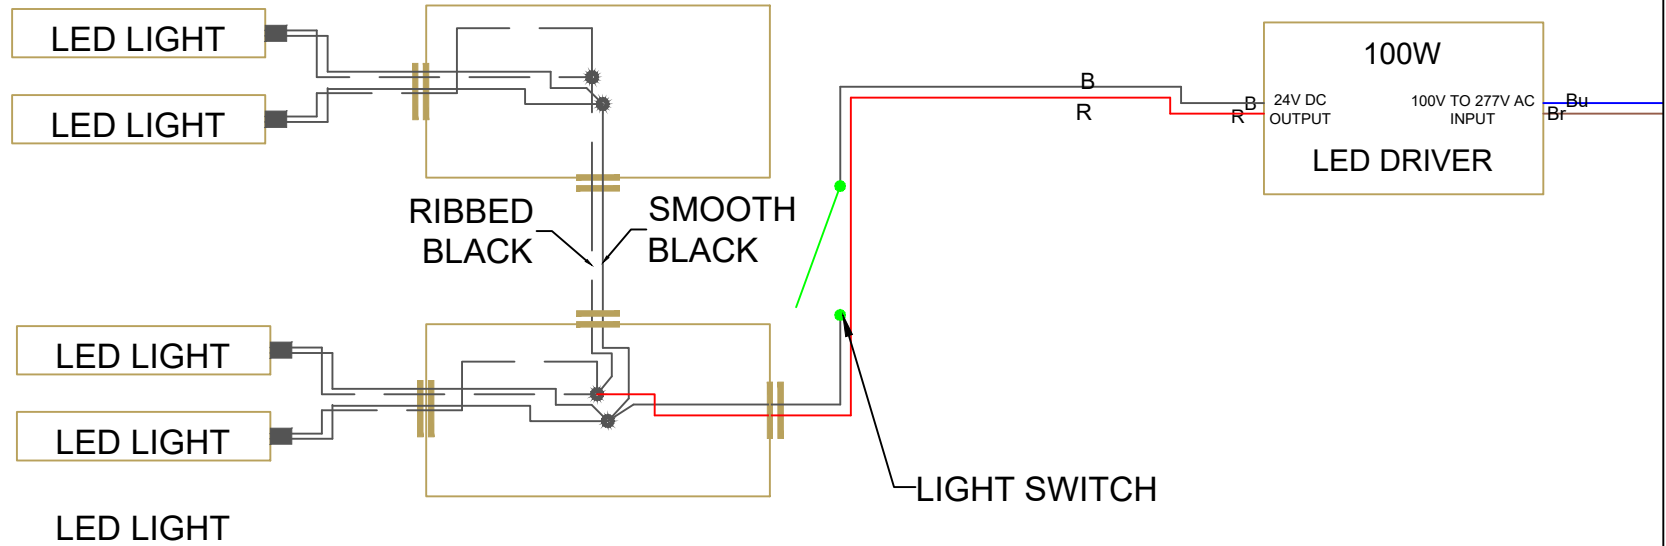 LED LIGHT
LED LIGHT
100W
B
R
B
R
24V DC
OUTPUT
100V TO 277V AC
INPUT
Bu
Br
LED DRIVER
RIBBED
BLACK
SMOOTH
BLACK
LED LIGHT
LED LIGHT
LIGHT SWITCH
LED LIGHT